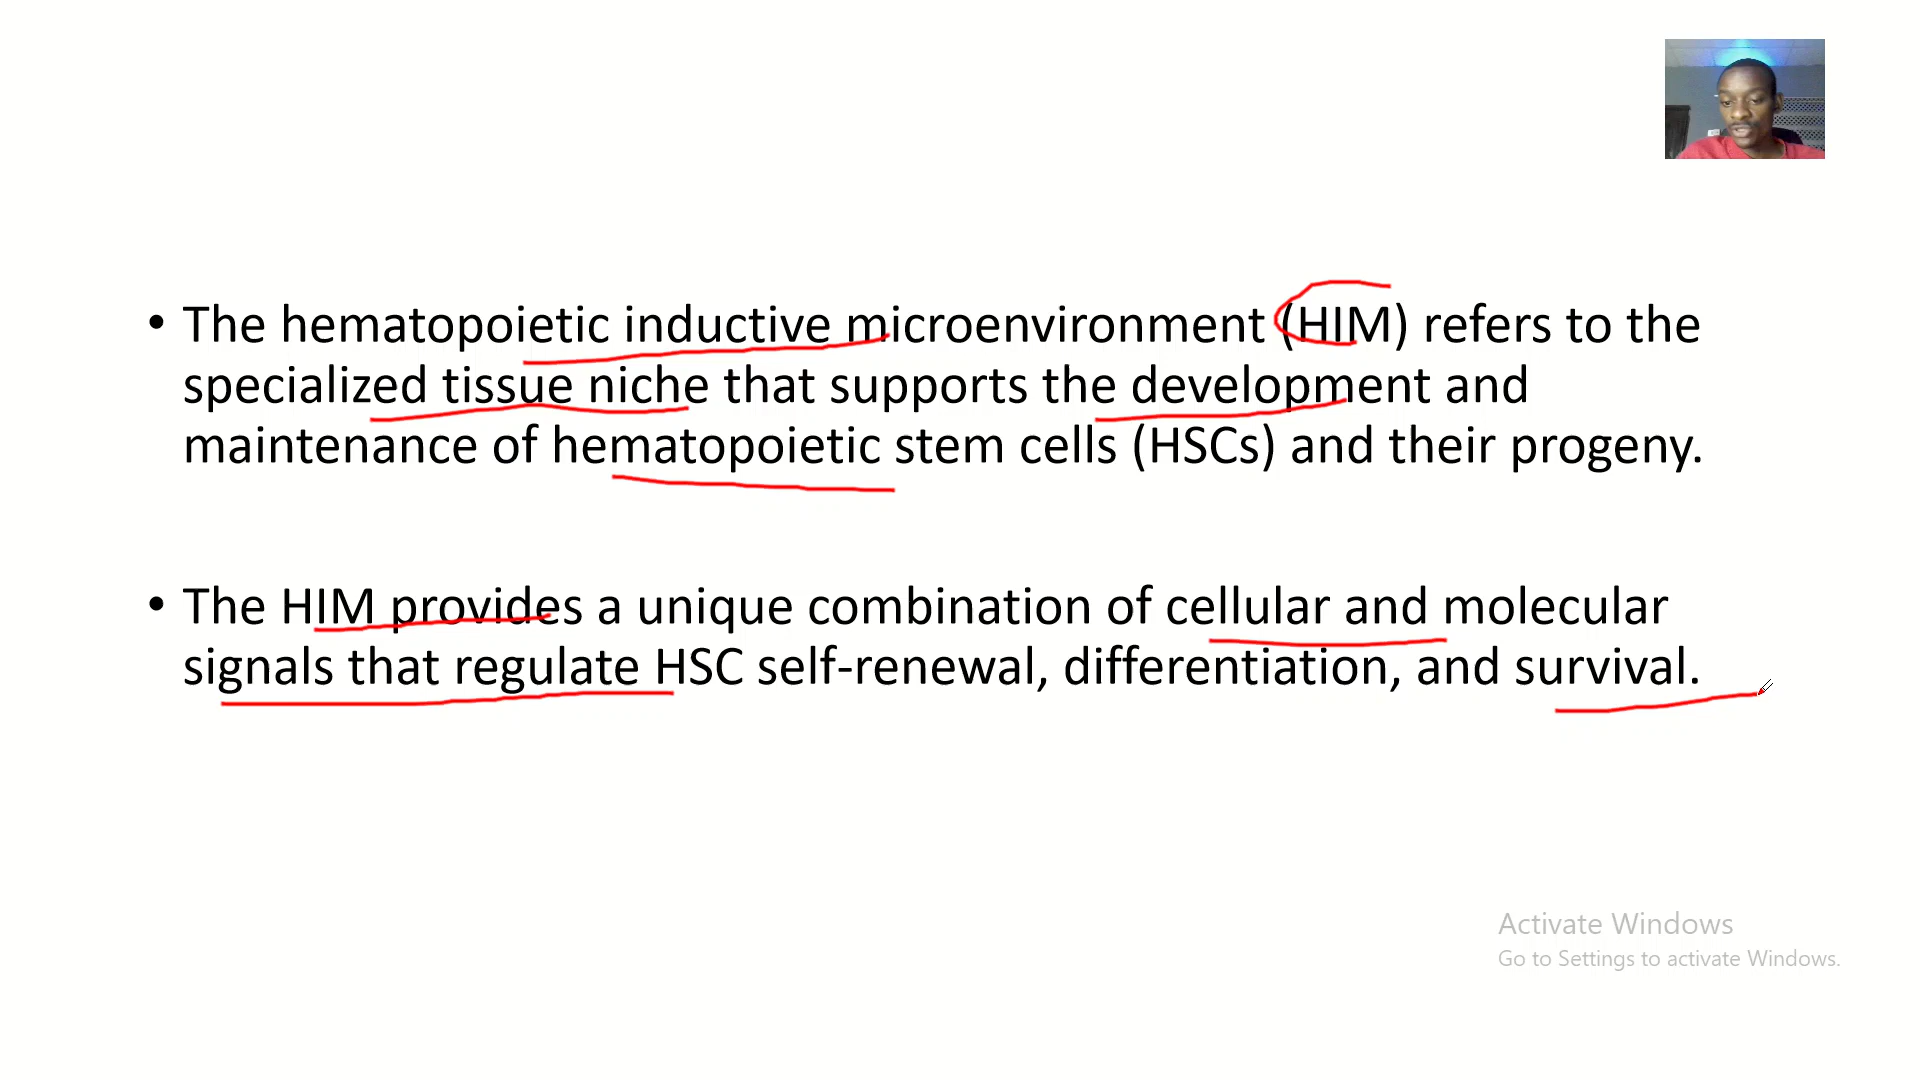 • The hematopoietic inductive microenvironment (HIM) refers to the
specialized tissue niche that supports the development and
maintenance of hematopoietic stem cells (HSCs) and their progeny.
• The HIM provides a unique combination of cellular and molecular
signals that regulate HSC self-renewal, differentiation, and survival.
Activate Windows
Go to Settings to activate Windows.